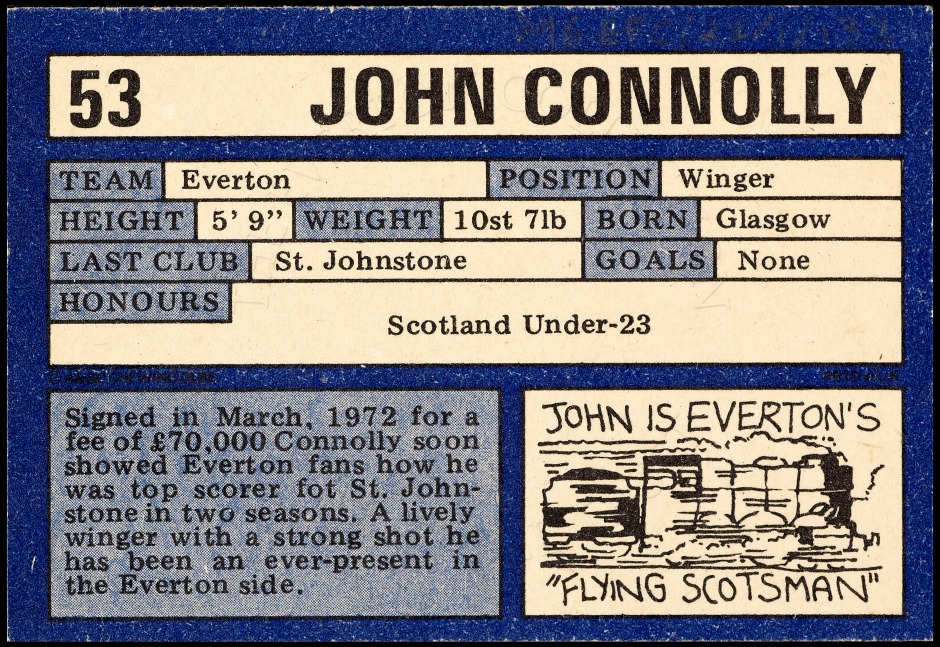 53 JOHN CONNOLLY
TEAM Everton POSITION Winger
HEIGHT 5' 9” WEIGHT 10st 7lb BORN Glasgow
LAST CLUB St. Johnstone GOALS None
HONOURS
Scotland Under-23
Signed in March, 1972 for a
fee of £70,000 Connolly soon
showed Everton fans how he
was top scorer fot St. John-
stone in two seasons. A lively
winger with a strong shot he
has been an ever-present in
the Everton side.
JOHN IS EVERTON'S
"FLYING SCOTSMAN"